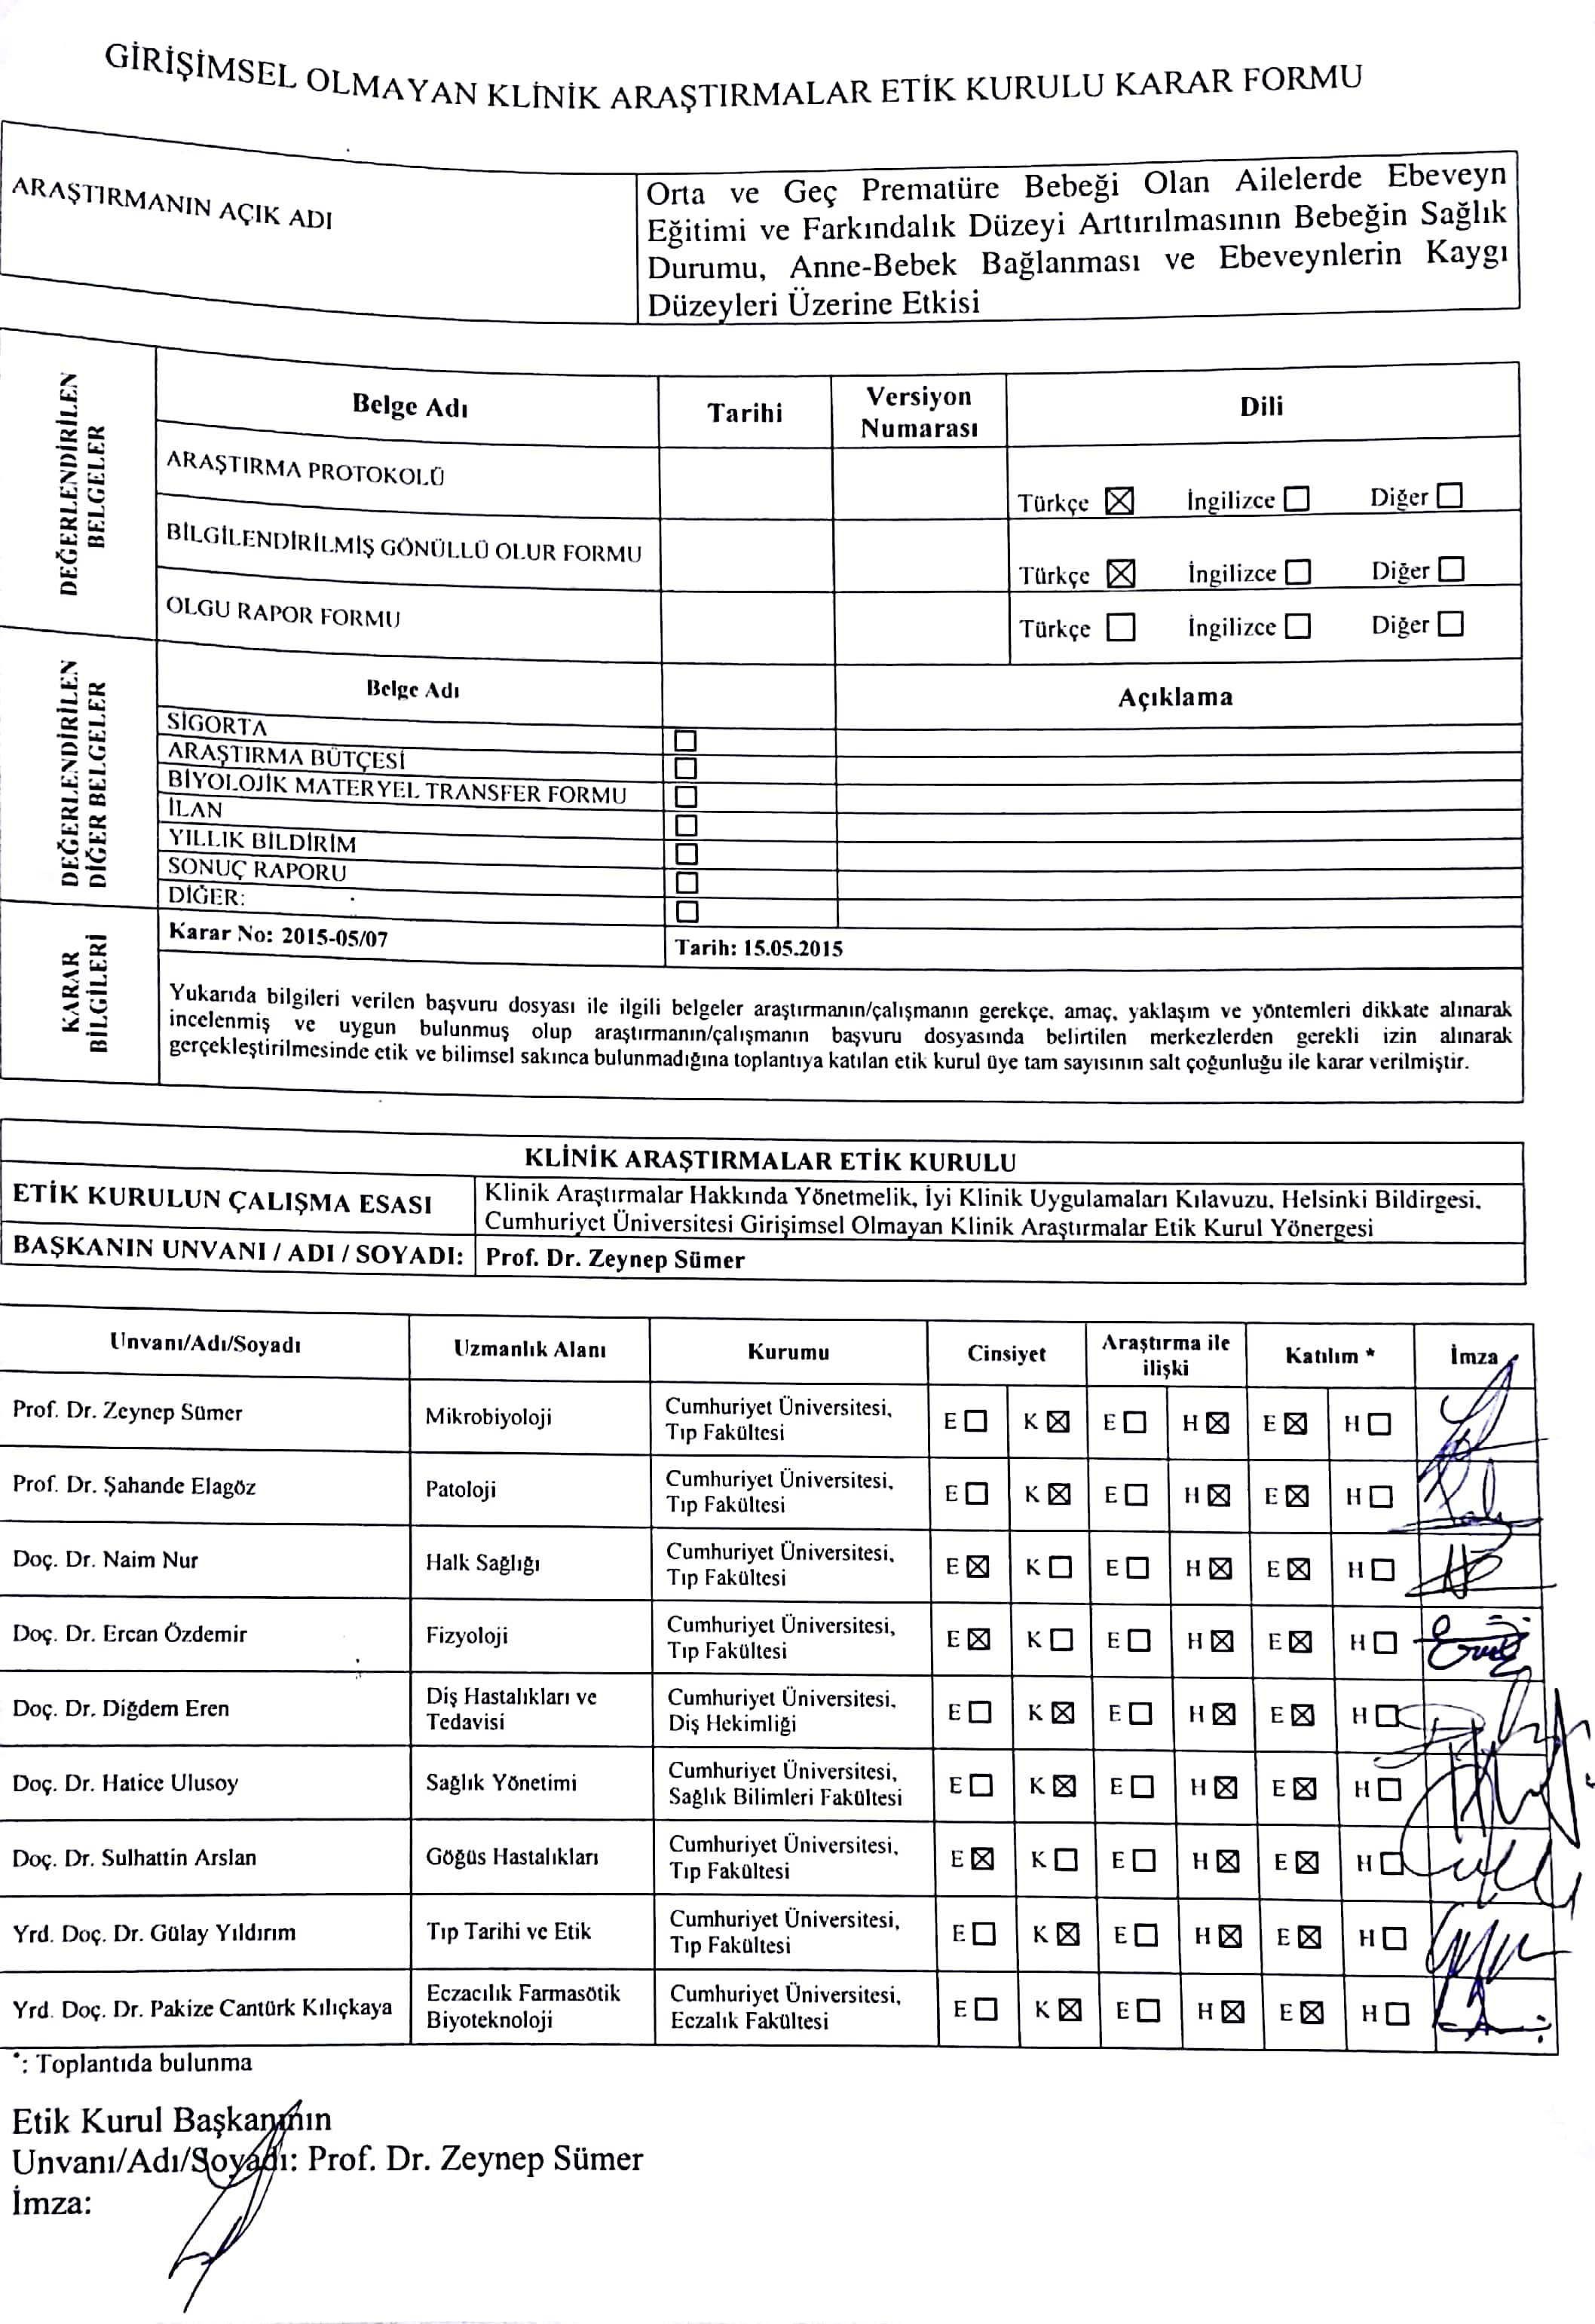 GİRİŞİMSEL OLMAYAN KLİNİK ARAŞTIRMALAR ETİK KURULU KARAR FORMU
ARAŞTIRMANIN AÇIK ADI
Orta ve Geç Prematüre Bebeği Olan Ailelerde Ebeveyn
Eğitimi ve Farkındalık Düzeyi Arttırılmasının Bebeğin Sağlık
Durumu, Anne-Bebek Bağlanması ve Ebeveynlerin Kaygı
Düzeyleri Üzerine Etkisi
DEĞERLENDİRİLEN
BELGELER
Belge Adı Tarihi Versiyon Numarası Dili
ARAŞTIRMA PROTOKOLÜ Türkçe ☒ İngilizce ☐ Diğer ☐
BİLGİLENDİRİLMİŞ GÖNÜLLÜ OLUR FORMU Türkçe ☒ İngilizce ☐ Diğer ☐
OLGU RAPOR FORMU Türkçe ☐ İngilizce ☐ Diğer ☐
DEĞERLENDİRİLEN
DİĞER BELGELER
Belge Adı Açıklama
SİGORTA ☐
ARAŞTIRMA BÜTÇESİ ☐
BİYOLOJİK MATERYEL TRANSFER FORMU ☐
İLAN ☐
YILLIK BİLDİRİM ☐
SONUÇ RAPORU ☐
DİĞER: ☐
KARAR
BİLGİLERİ
Karar No: 2015-05/07 Tarih: 15.05.2015
Yukarıda bilgileri verilen başvuru dosyası ile ilgili belgeler araştırmanın/çalışmanın gerekçe, amaç, yaklaşım ve yöntemleri dikkate alınarak
incelenmiş ve uygun bulunmuş olup araştırmanın/çalışmanın başvuru dosyasında belirtilen merkezlerden gerekli izin alınarak
gerçekleştirilmesinde etik ve bilimsel sakınca bulunmadığına toplantıya katılan etik kurul üye tam sayısının salt çoğunluğu ile karar verilmiştir.
KLİNİK ARAŞTIRMALAR ETİK KURULU
ETİK KURULUN ÇALIŞMA ESASI
Klinik Araştırmalar Hakkında Yönetmelik, İyi Klinik Uygulamaları Kılavuzu, Helsinki Bildirgesi,
Cumhuriyet Üniversitesi Girişimsel Olmayan Klinik Araştırmalar Etik Kurul Yönergesi
BAŞKANIN UNVANI / ADI / SOYADI: Prof. Dr. Zeynep Sümer
Unvanı/Adı/Soyadı Uzmanlık Alanı Kurumu Cinsiyet Araştırma ile ilişki Katılım * İmza
Prof. Dr. Zeynep Sümer Mikrobiyoloji Cumhuriyet Üniversitesi, Tıp Fakültesi E ☐ K ☒ E ☐ H ☒ E ☒ H ☐
Prof. Dr. Şahande Elagöz Patoloji Cumhuriyet Üniversitesi, Tıp Fakültesi E ☐ K ☒ E ☐ H ☒ E ☒ H ☐
Doç. Dr. Naim Nur Halk Sağlığı Cumhuriyet Üniversitesi, Tıp Fakültesi E ☒ K ☐ E ☐ H ☒ E ☒ H ☐
Doç. Dr. Ercan Özdemir Fizyoloji Cumhuriyet Üniversitesi, Tıp Fakültesi E ☒ K ☐ E ☐ H ☒ E ☒ H ☐
Doç. Dr. Diğdem Eren Diş Hastalıkları ve Tedavisi Cumhuriyet Üniversitesi, Diş Hekimliği E ☐ K ☒ E ☐ H ☒ E ☒ H ☐
Doç. Dr. Hatice Ulusoy Sağlık Yönetimi Cumhuriyet Üniversitesi, Sağlık Bilimleri Fakültesi E ☐ K ☒ E ☐ H ☒ E ☒ H ☐
Doç. Dr. Sulhattin Arslan Göğüs Hastalıkları Cumhuriyet Üniversitesi, Tıp Fakültesi E ☒ K ☐ E ☐ H ☒ E ☒ H ☐
Yrd. Doç. Dr. Gülay Yıldırım Tıp Tarihi ve Etik Cumhuriyet Üniversitesi, Tıp Fakültesi E ☐ K ☒ E ☐ H ☒ E ☒ H ☐
Yrd. Doç. Dr. Pakize Cantürk Kılıçkaya Eczacılık Farmasötik Biyoteknoloji Cumhuriyet Üniversitesi, Eczalık Fakültesi E ☐ K ☒ E ☐ H ☒ E ☒ H ☐
*: Toplantıda bulunma
Etik Kurul Başkanının
Unvanı/Adı/Soyadı: Prof. Dr. Zeynep Sümer
İmza: